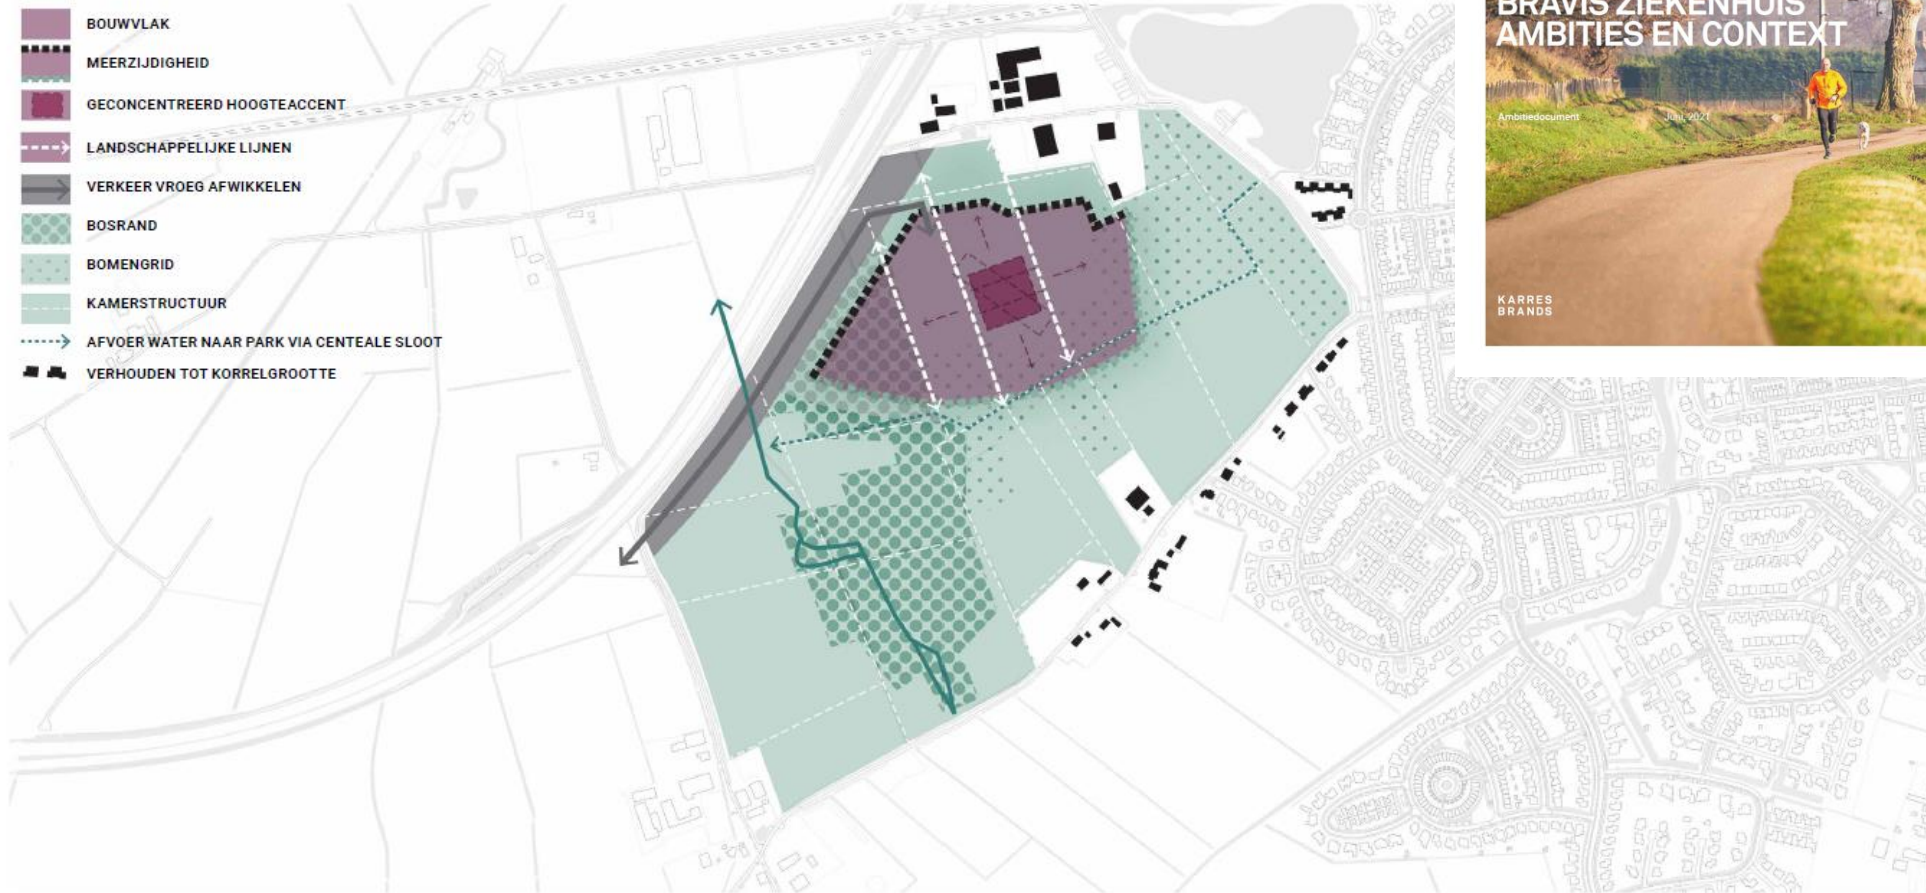 BOUWVLAK
MEERZIJDIGHEID
GECONCENTREERD HOOGTEACCENT
LANDSCHAPPELIJKE LIJNEN
VERKEER VROEG AFWIKKELEN
BOSRAND
BOMENGRID
KAMERSTRUCTUUR
AFVOER WATER NAAR PARK VIA CENTEALE SLOOT
VERHOUDEN TOT KORRELGROOTTE
BRAVIS ZIEKENHUIS
AMBITIES EN CONTEXT
Ambitiedocument
Juni, 2021
KARRES
BRANDS